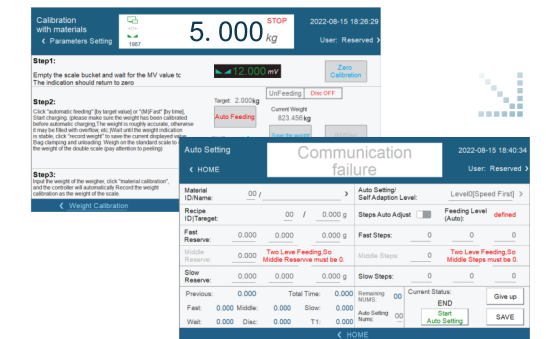 Calibration
with materials
< Parameters Setting
1987
5. 000 kg
STOP
2022-08-15 18:26:29
User: Reserved >
Step1:
Empty the scale bucket and wait for the MV value to
The indication should return to zero
12.000 mV
Zero
Calibration
Step2:
Click "automatic feeding" [by target value] or "(M)Fast" [by time],
Start charging (please make sure the weight has been calibrated
before automatic charging,The weight is roughly accurate, otherwise
it may be filled with overflow, etc.)Wait until the weight indication
is stable, click "record weight" to save the current displayed value
Bag clamping and unloading. Weigh on the standard scale to
the weight of the double scale (pay attention to peeling)
Target 2.000kg
UnFeeding
Disc OFF
Auto Feeding
Current Weight
823.456 kg
Step3:
Input the weight of the weigher, click "material calibration",
and the controller will automatically Record the weight
calibration as the weight of the scale.
< Weight Calibration
Auto Setting
< HOME
Communication
failure
2022-08-15 18:40:34
User: Reserved >
Material
ID/Name:
00 /
>
Auto Setting/
Self Adaption Level:
Level0[Speed First] >
Recipe
ID|Tareget:
00 / 0.000 g
Steps Auto Adjust
Feeding Level
(Auto):
defined
Fast
Reserve:
0.000 0.000 0.000 g
Fast Steps: 0 0 0
Middle
Reserve:
0.000
Two Leve Feeding,So
Middle Reservve must be 0.
Middle Steps: 0
Two Leve Feeding,So
Middle Steps must be 0.
Slow
Reserve:
0.000 0.000 0.000 g
Slow Steps: 0 0 0
Previous: 0.000 Total Time: 0.000
Fast: 0.000 Middle: 0.000 Slow: 0.000
Wait: 0.000 Disc: 0.000 T1: 0.000
Remaining
NUMS: 00
Auto Setting
Nums: 00
Current Status:
END
Give up
Start
Auto Setting
SAVE
< HOME